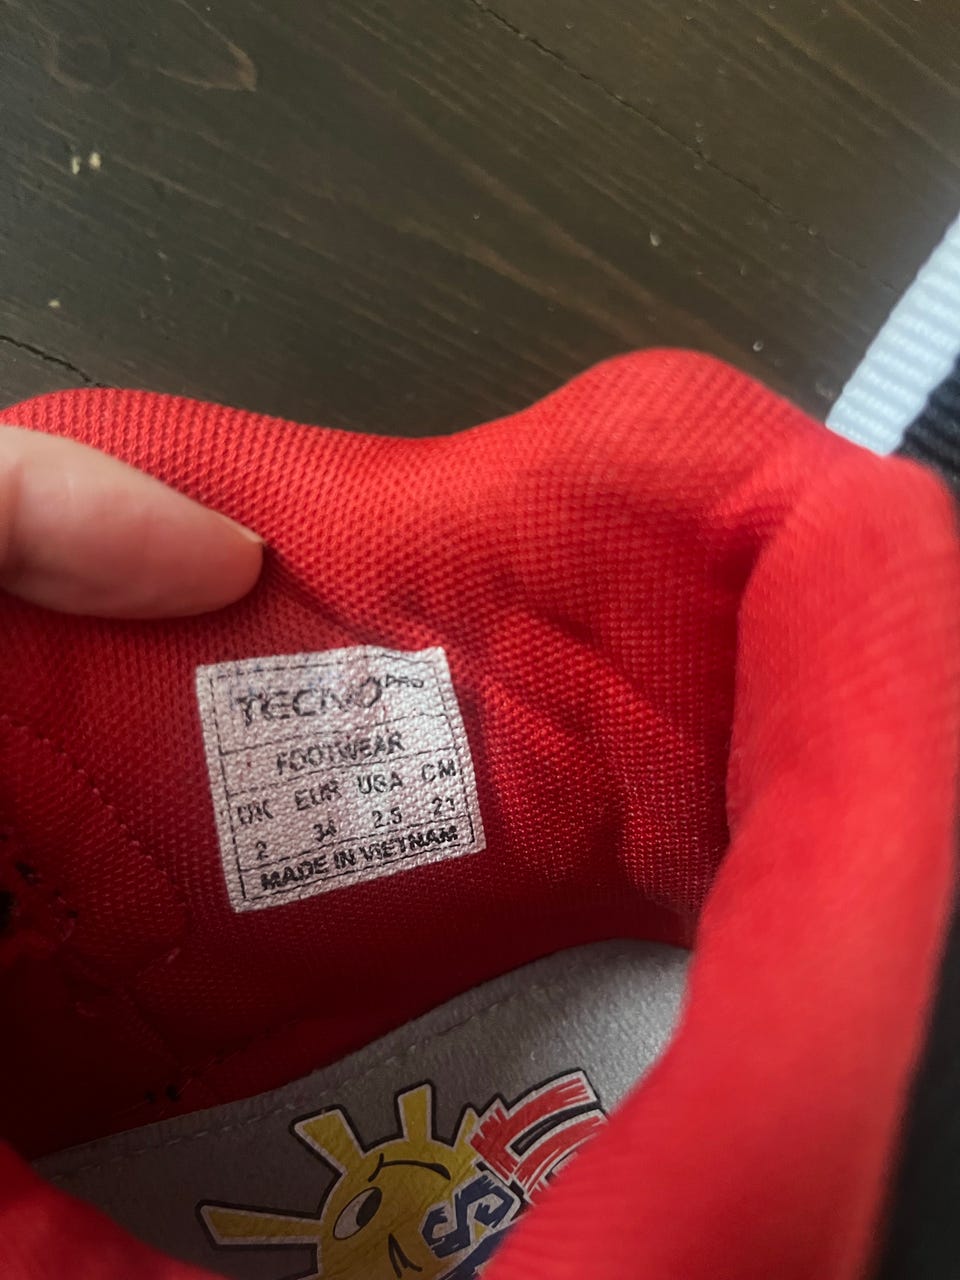 TECNOPRO
FOOTWEAR
UK EUR USA CM
2 34 2.5 21
MADE IN VIETNAM